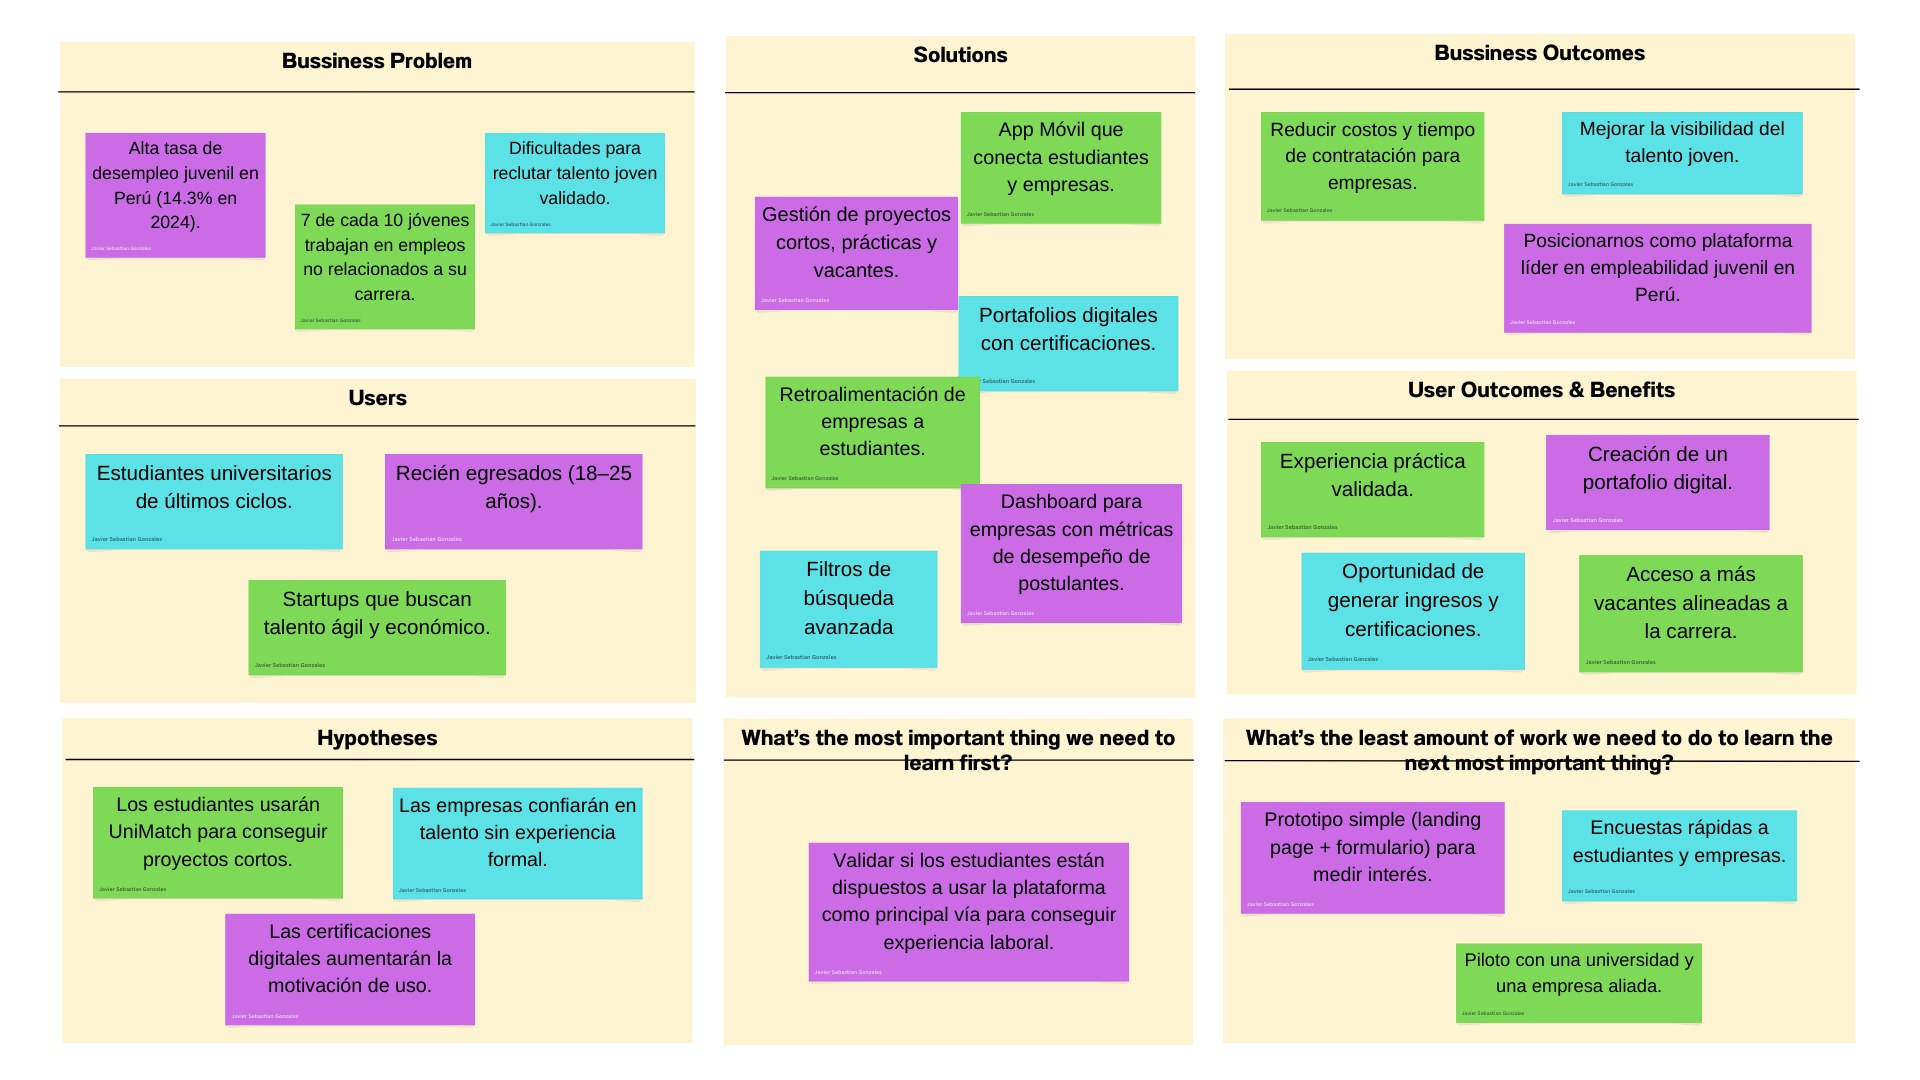 Bussiness Problem
Alta tasa de
desempleo juvenil en
Perú (14.3% en
2024).
Javier Sebastian Gonzales
7 de cada 10 jóvenes
trabajan en empleos
no relacionados a su
carrera.
Javier Sebastian Gonzales
Dificultades para
reclutar talento joven
validado.
Javier Sebastian Gonzales
Solutions
App Móvil que
conecta estudiantes
y empresas.
Javier Sebastian Gonzales
Gestión de proyectos
cortos, prácticas y
vacantes.
Javier Sebastian Gonzales
Portafolios digitales
con certificaciones.
Sebastian Gonzales
Retroalimentación de
empresas a
estudiantes.
Javier Sebastian Gonzales
Dashboard para
empresas con métricas
de desempeño de
postulantes.
Javier Sebastian Gonzales
Filtros de
búsqueda
avanzada
Javier Sebastian Gonzales
Bussiness Outcomes
Reducir costos y tiempo
de contratación para
empresas.
Javier Sebastian Gonzales
Mejorar la visibilidad del
talento joven.
Javier Sebastian Gonzales
Posicionarnos como plataforma
líder en empleabilidad juvenil en
Perú.
Javier Sebastian Gonzales
Users
Estudiantes universitarios
de últimos ciclos.
Javier Sebastian Gonzales
Recién egresados (18–25
años).
Javier Sebastian Gonzales
Startups que buscan
talento ágil y económico.
Javier Sebastian Gonzales
User Outcomes & Benefits
Experiencia práctica
validada.
Javier Sebastian Gonzales
Creación de un
portafolio digital.
Javier Sebastian Gonzales
Oportunidad de
generar ingresos y
certificaciones.
Javier Sebastian Gonzales
Acceso a más
vacantes alineadas a
la carrera.
Javier Sebastian Gonzales
Hypotheses
Los estudiantes usarán
UniMatch para conseguir
proyectos cortos.
Javier Sebastian Gonzales
Las empresas confiarán en
talento sin experiencia
formal.
Javier Sebastian Gonzales
Las certificaciones
digitales aumentarán la
motivación de uso.
Javier Sebastian Gonzales
What's the most important thing we need to
learn first?
Validar si los estudiantes están
dispuestos a usar la plataforma
como principal vía para conseguir
experiencia laboral.
Javier Sebastian Gonzales
What's the least amount of work we need to do to learn the
next most important thing?
Prototipo simple (landing
page + formulario) para
medir interés.
Javier Sebastian Gonzales
Encuestas rápidas a
estudiantes y empresas.
Javier Sebastian Gonzales
Piloto con una universidad y
una empresa aliada.
Javier Sebastian Gonzales